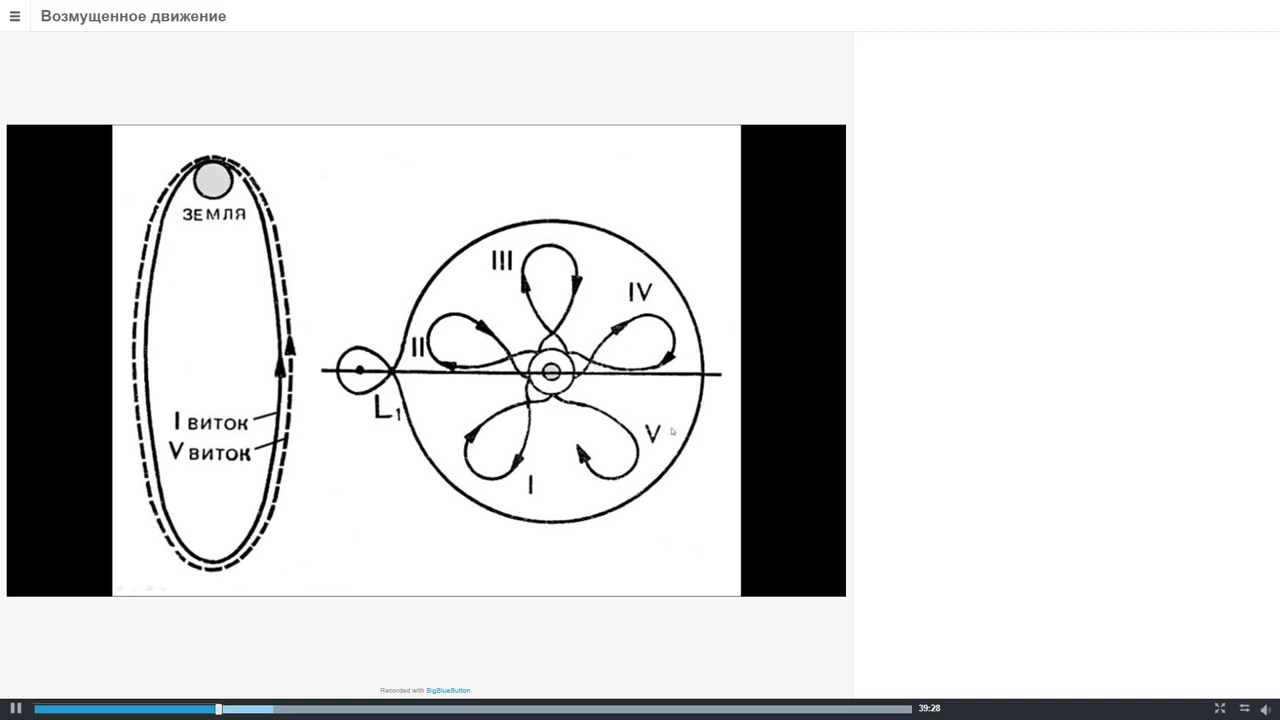 Возмущенное движение
ЗЕМЛЯ
I виток
V виток
L₁
I
II
III
IV
V
Recorded with BigBlueButton.
39:28